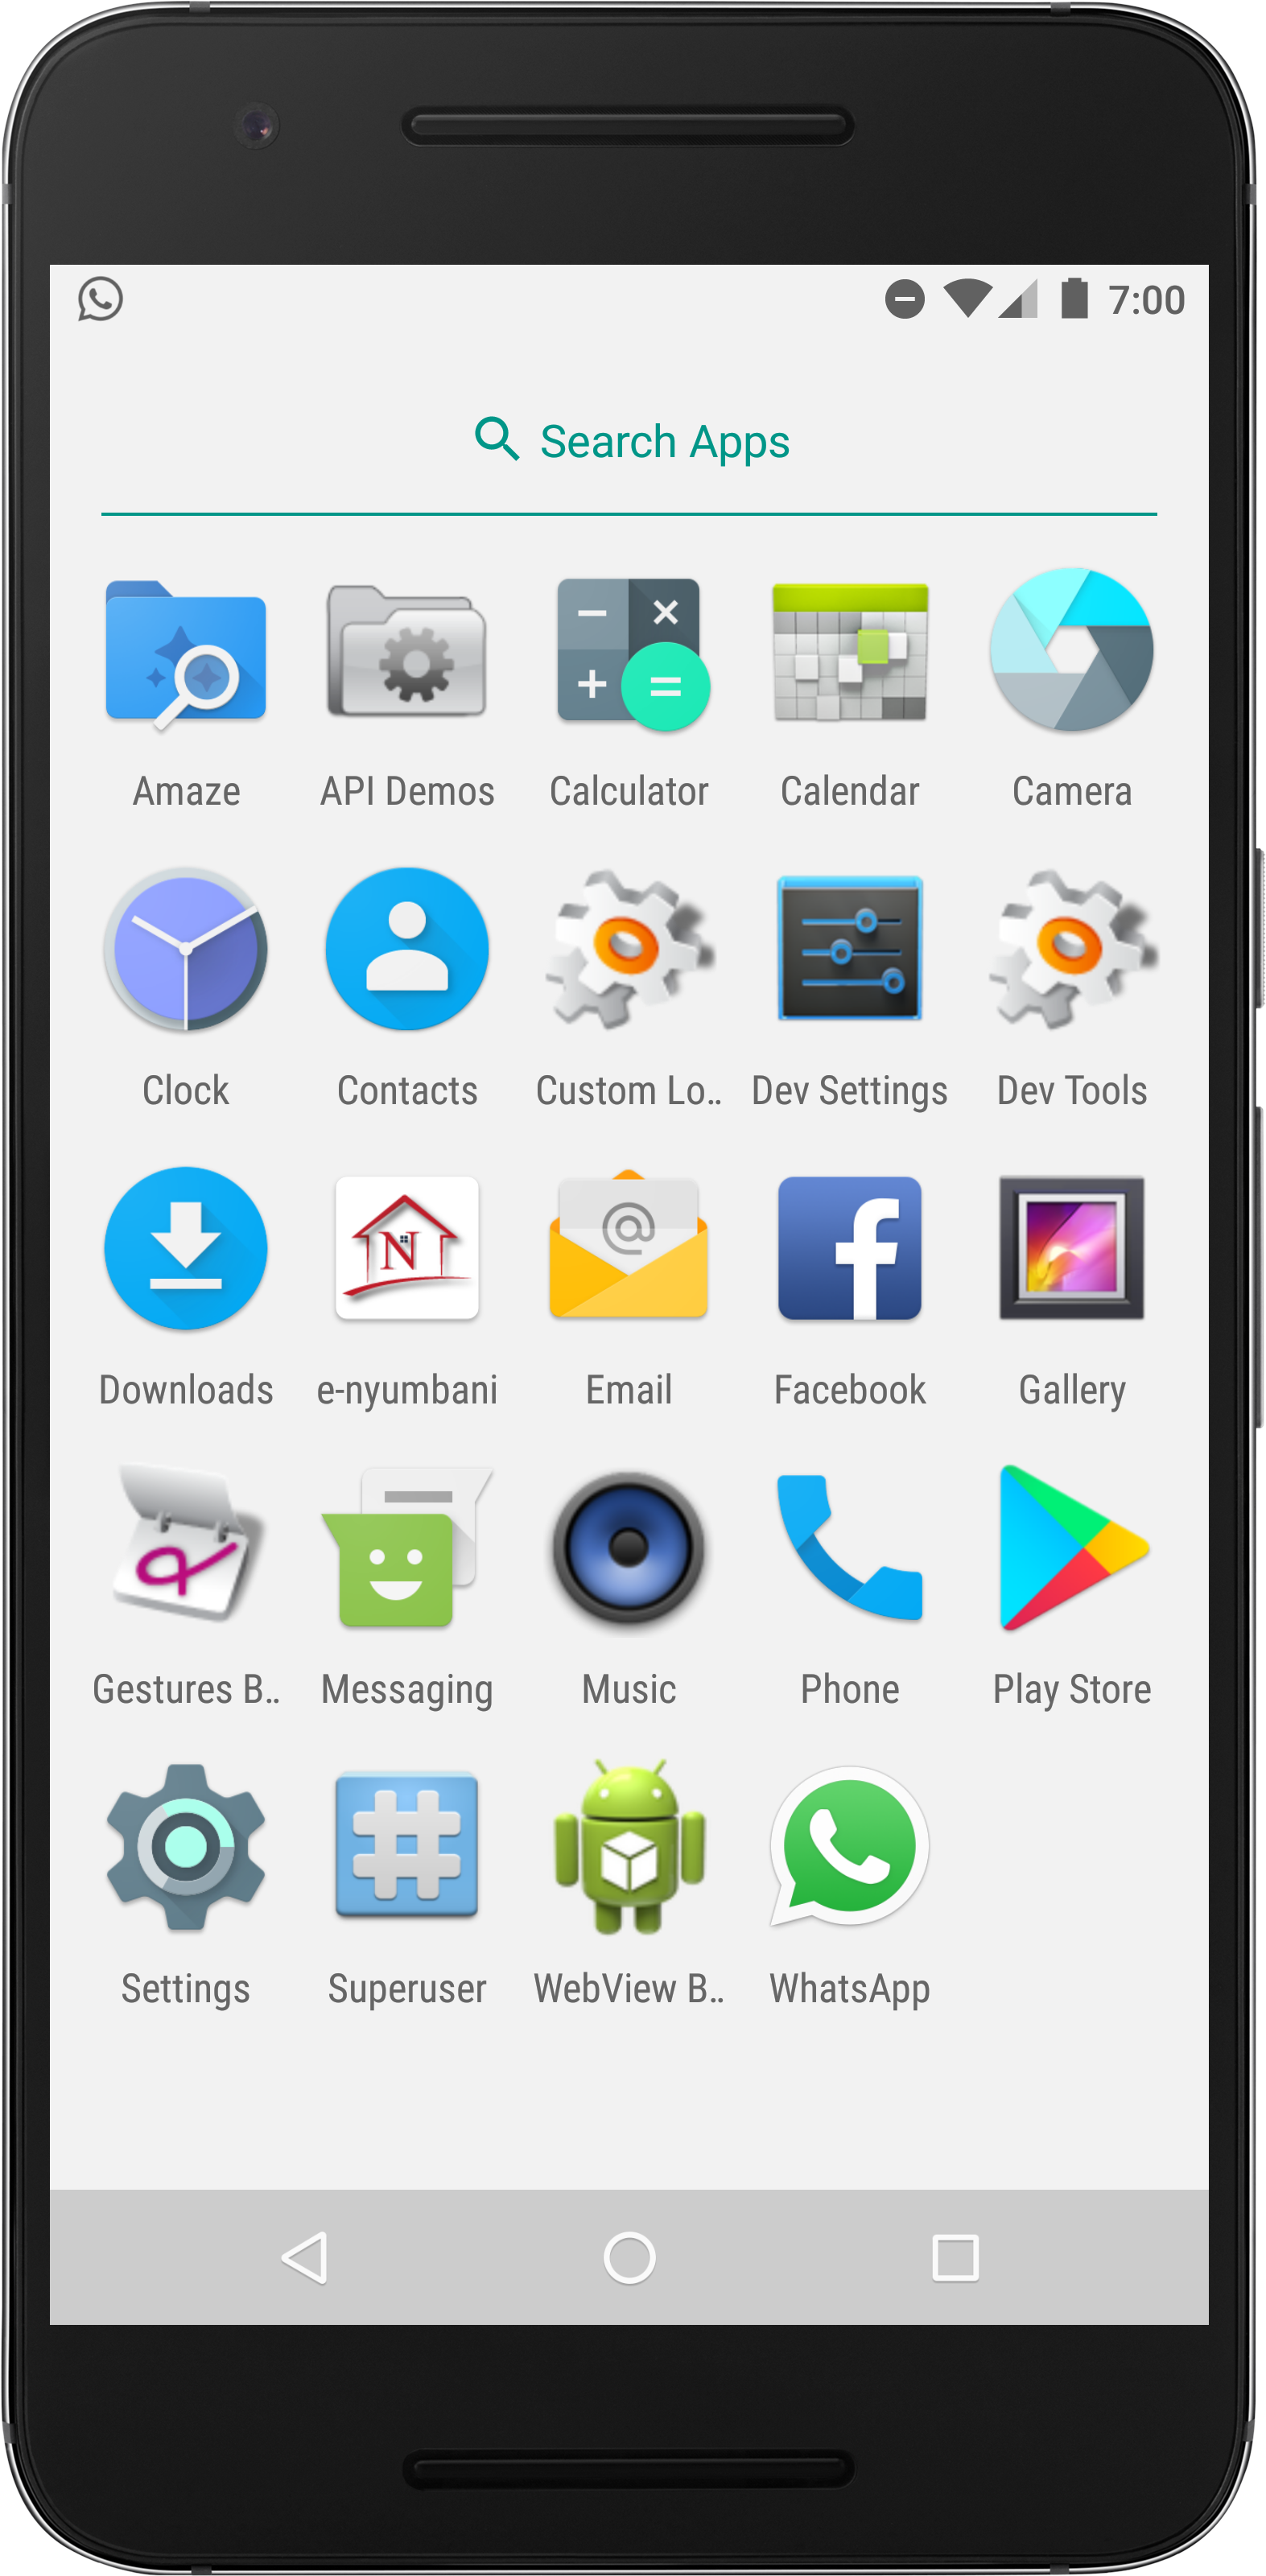 7:00
Search Apps
Amaze API Demos Calculator Calendar Camera
Clock Contacts Custom Lo.. Dev Settings Dev Tools
Downloads e-nyumbani Email Facebook Gallery
Gestures B.. Messaging Music Phone Play Store
Settings Superuser WebView B.. WhatsApp